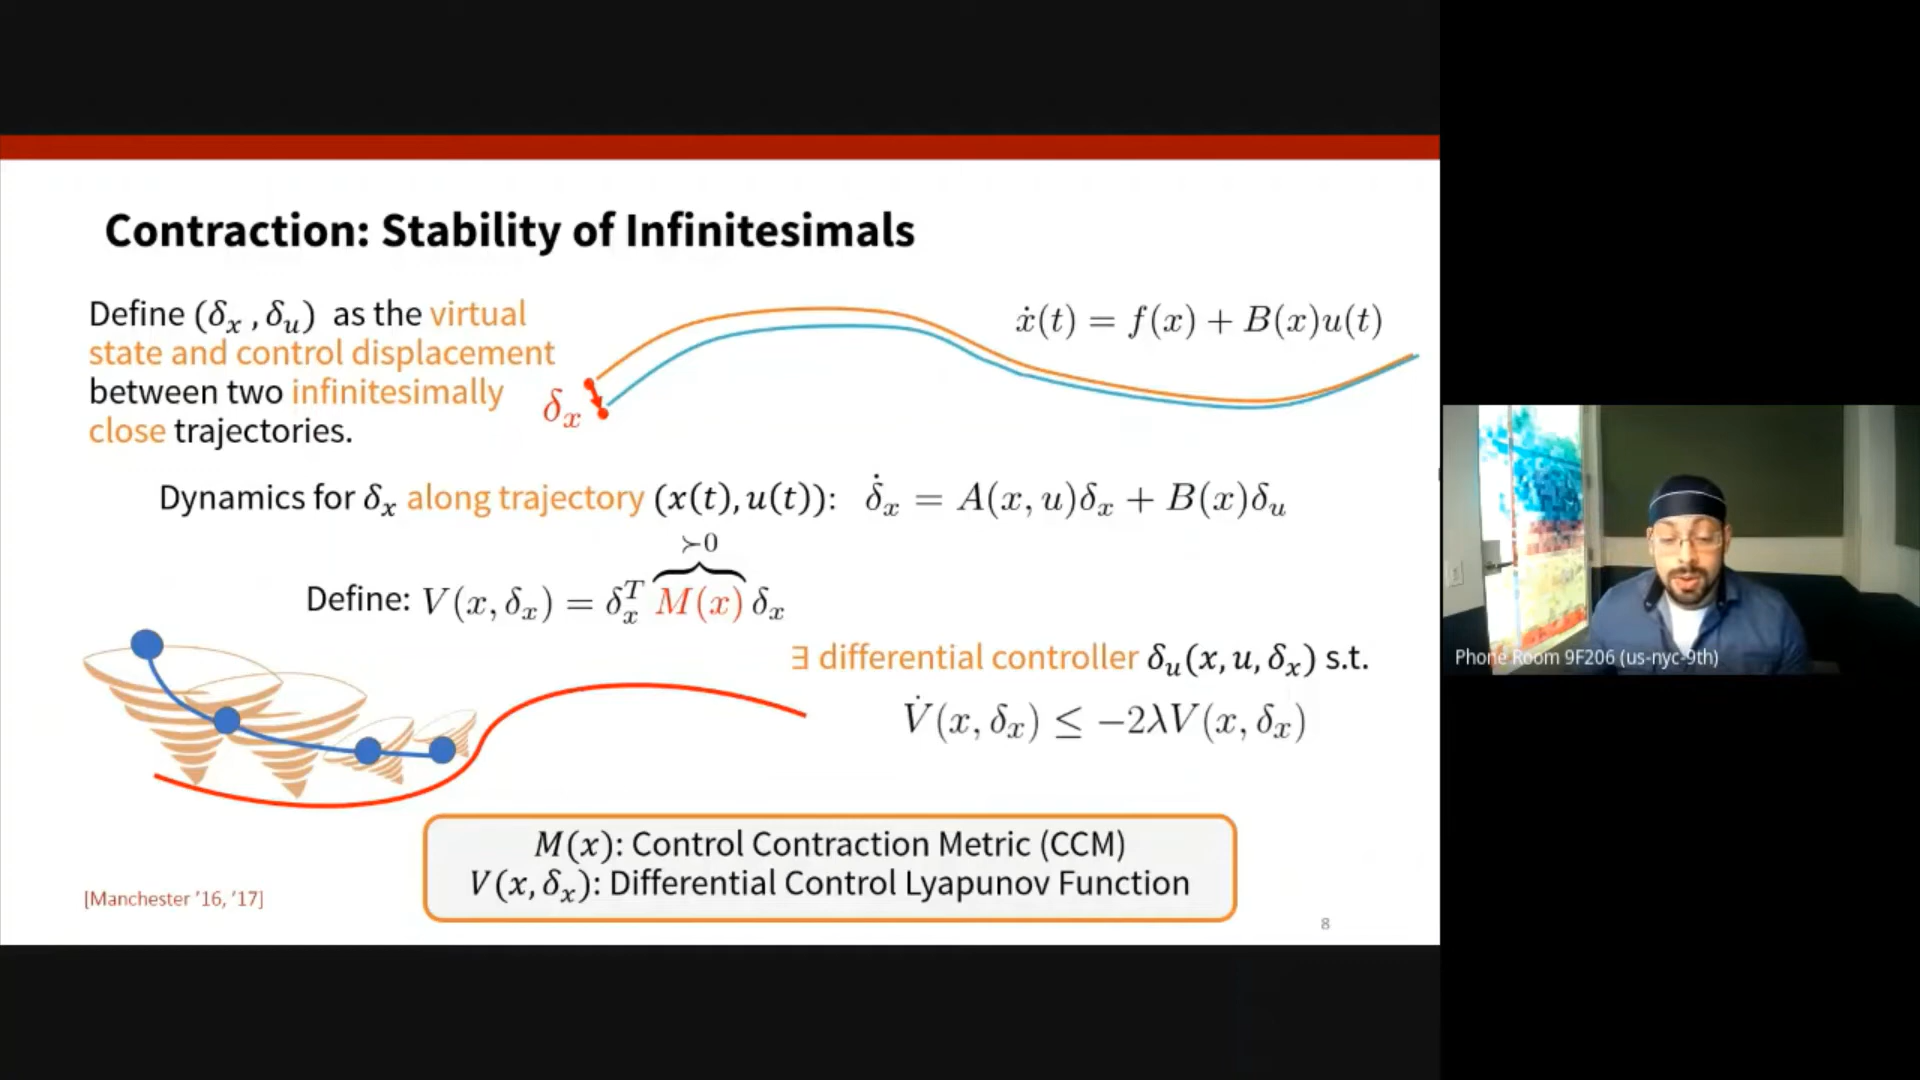 Contraction: Stability of Infinitesimals
Define (δₓ , δᵤ) as the virtual
state and control displacement
between two infinitesimally
close trajectories.
ẋ(t) = f(x) + B(x)u(t)
δₓ
Dynamics for δₓ along trajectory (x(t), u(t)): δ̇ₓ = A(x, u)δₓ + B(x)δᵤ
≻0
Define: V(x, δₓ) = δₓᵀ M(x) δₓ
∃ differential controller δᵤ(x, u, δₓ) s.t.
V̇(x, δₓ) ≤ −2λV(x, δₓ)
M(x): Control Contraction Metric (CCM)
V(x, δₓ): Differential Control Lyapunov Function
[Manchester '16, '17]
8
Phone Room 9F206 (us-nyc-9th)